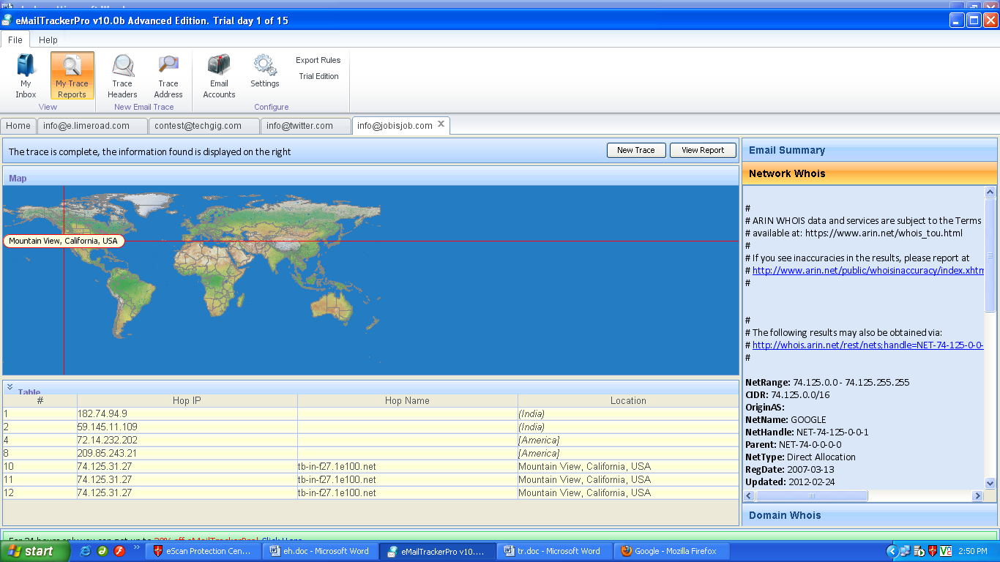 eMailTrackerPro v10.0b Advanced Edition. Trial day 1 of 15
File Help
My Inbox
My Trace Reports
View
Trace Headers
Trace Address
New Email Trace
Email Accounts
Settings
Export Rules
Trial Edition
Configure
Home
info@e.limeroad.com
contest@techgig.com
info@twitter.com
info@jobisjob.com
The trace is complete, the information found is displayed on the right
New Trace
View Report
Map
Mountain View, California, USA
Table
# Hop IP Hop Name Location
1 182.74.94.9 (India)
2 59.145.11.109 (India)
4 72.14.232.202 [America]
8 209.85.243.21 [America]
10 74.125.31.27 tb-in-f27.1e100.net Mountain View, California, USA
11 74.125.31.27 tb-in-f27.1e100.net Mountain View, California, USA
12 74.125.31.27 tb-in-f27.1e100.net Mountain View, California, USA
Email Summary
Network Whois
#
# ARIN WHOIS data and services are subject to the Terms
# available at: https://www.arin.net/whois_tou.html
#
# If you see inaccuracies in the results, please report at
# http://www.arin.net/public/whoisinaccuracy/index.xhtm
#
#
# The following results may also be obtained via:
# http://whois.arin.net/rest/nets;handle=NET-74-125-0-0-
#
NetRange: 74.125.0.0 - 74.125.255.255
CIDR: 74.125.0.0/16
OriginAS:
NetName: GOOGLE
NetHandle: NET-74-125-0-0-1
Parent: NET-74-0-0-0-0
NetType: Direct Allocation
RegDate: 2007-03-13
Updated: 2012-02-24
Domain Whois
For 24 hours only you can get up to 20% off eMailTrackerPro! Click Here
start
eScan Protection Cen...
eh.doc - Microsoft Word
eMailTrackerPro v10....
tr.doc - Microsoft Word
Google - Mozilla Firefox
2:50 PM